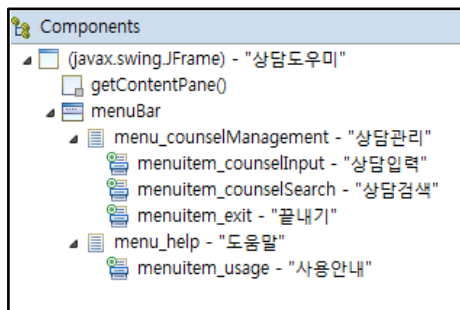 Components
(javax.swing.JFrame) - "상담도우미"
getContentPane()
menuBar
menu_counselManagement - "상담관리"
menuitem_counselInput - "상담입력"
menuitem_counselSearch - "상담검색"
menuitem_exit - "끝내기"
menu_help - "도움말"
menuitem_usage - "사용안내"